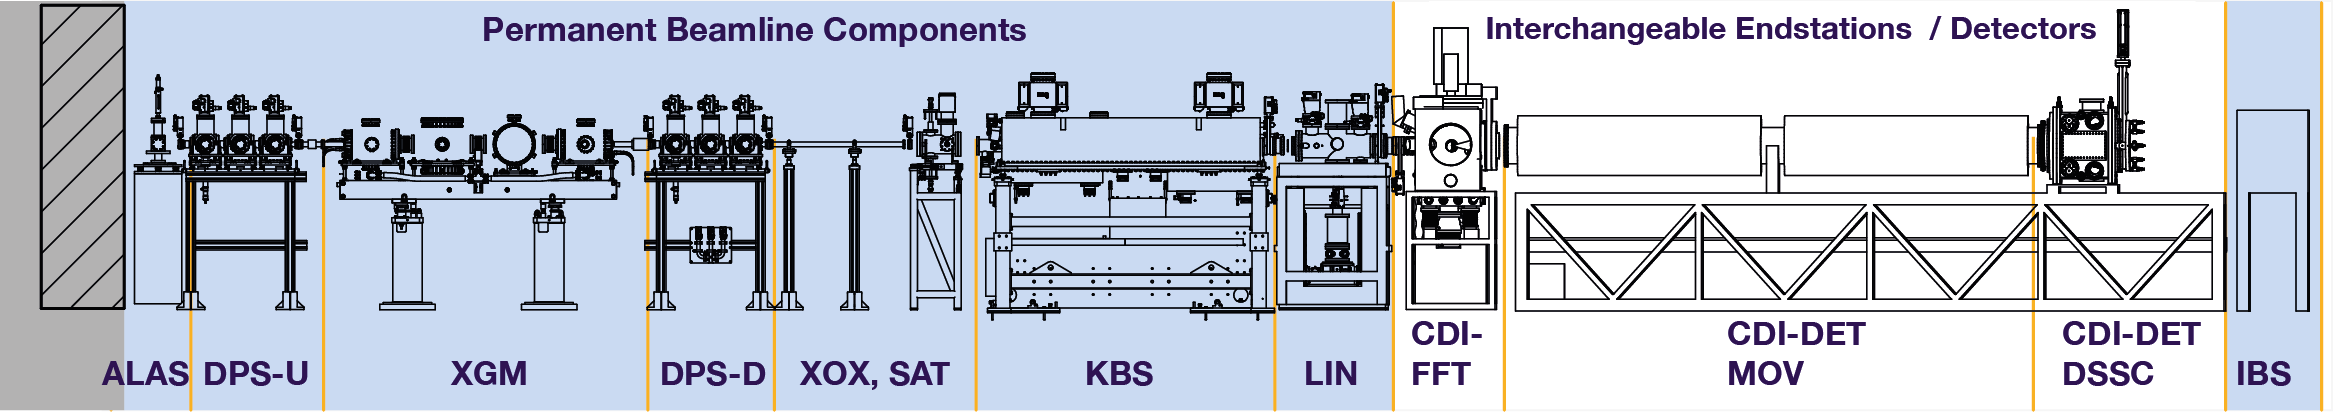 Permanent Beamline Components
Interchangeable Endstations / Detectors
ALAS
DPS-U
XGM
DPS-D
XOX, SAT
KBS
LIN
CDI-
FFT
CDI-DET
MOV
CDI-DET
DSSC
IBS